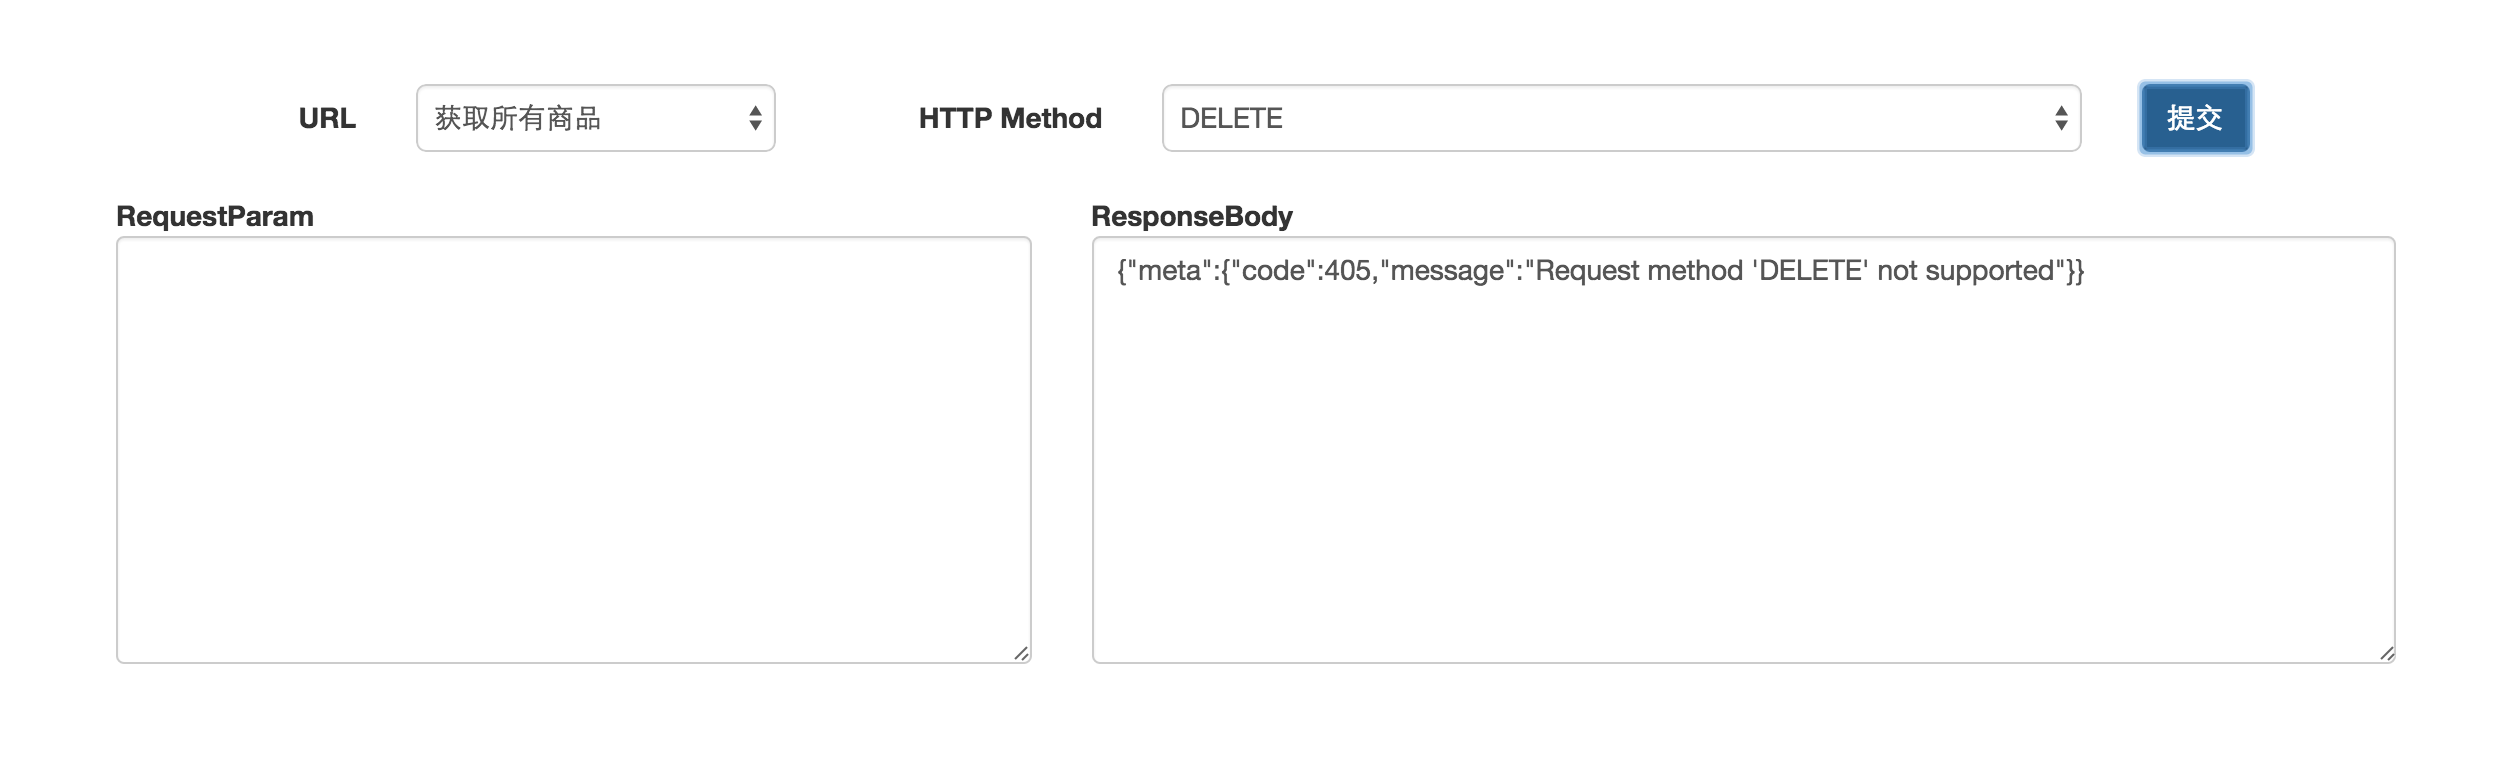 URL 获取所有商品 HTTP Method DELETE 提交
RequestParam ResponseBody
{"meta":{"code":405,"message":"Request method 'DELETE' not supported"}}